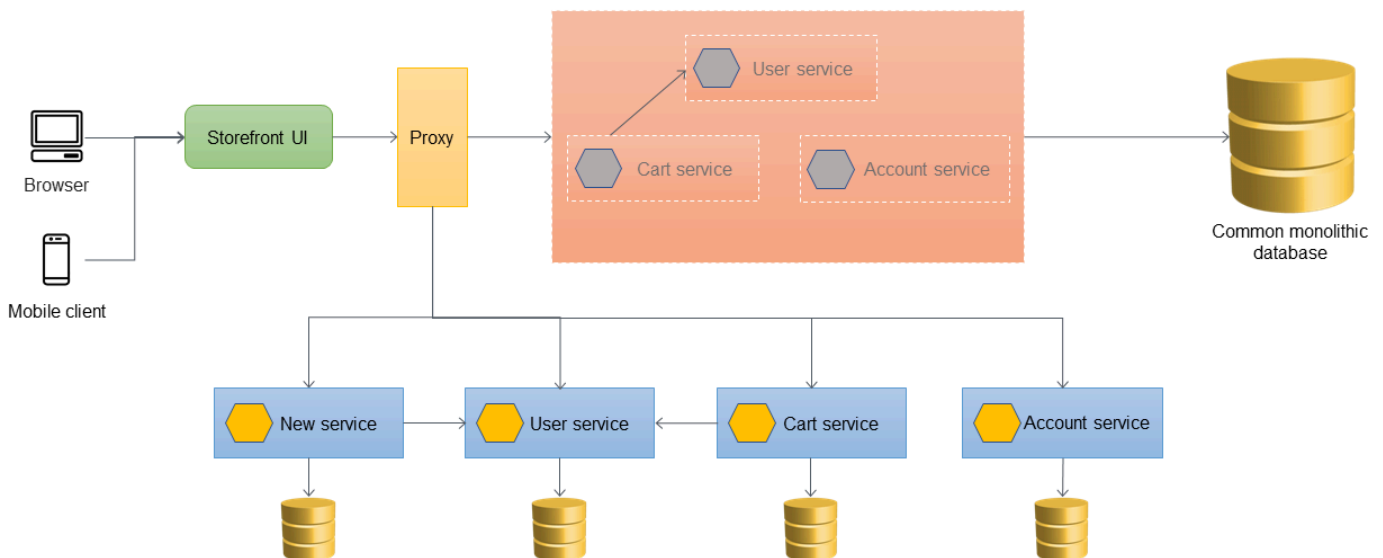 User service
Storefront UI
Proxy
Cart service
Account service
Browser
Common monolithic
database
Mobile client
New service
User service
Cart service
Account service